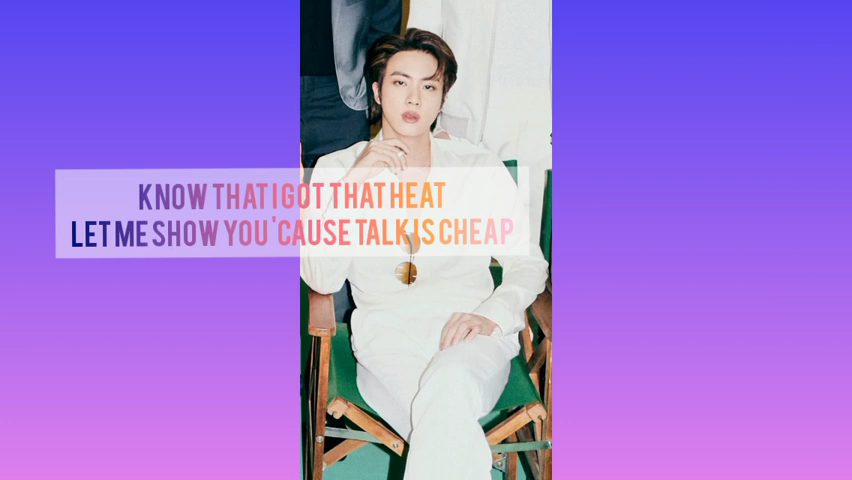 KNOW THAT I GOT THAT HEAT
LET ME SHOW YOU 'CAUSE TALK IS CHEAP